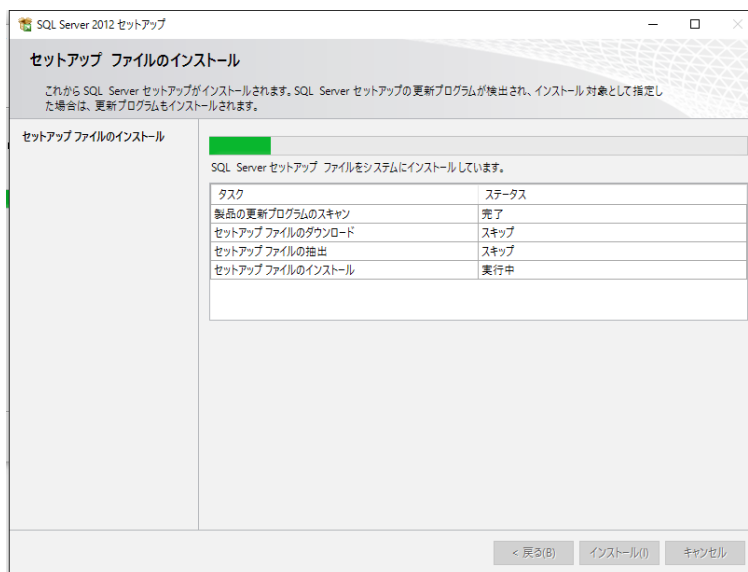 SQL Server 2012 セットアップ
セットアップ ファイルのインストール
これから SQL Server セットアップがインストールされます。SQL Server セットアップの更新プログラムが検出され、インストール対象として指定し
た場合は、更新プログラムもインストールされます。
セットアップ ファイルのインストール
SQL Server セットアップ ファイルをシステムにインストールしています。
タスク ステータス
製品の更新プログラムのスキャン 完了
セットアップ ファイルのダウンロード スキップ
セットアップ ファイルの抽出 スキップ
セットアップ ファイルのインストール 実行中
< 戻る(B) インストール(I) キャンセル